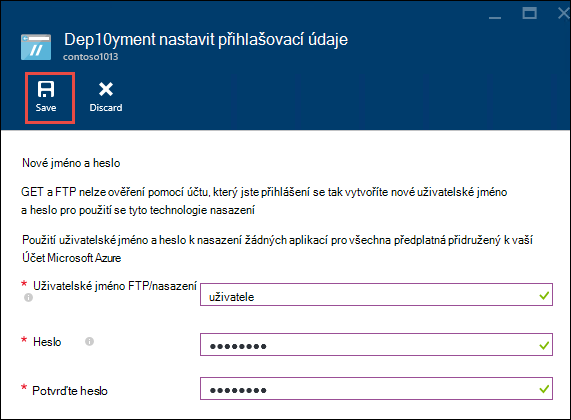 Dep10yment nastavit přihlašovací údaje
contoso1013
Save
Discard
Nové jméno a heslo
GET a FTP nelze ověření pomocí účtu, který jste přihlášení se tak vytvoříte nové uživatelské jméno
a heslo pro použití se tyto technologie nasazení
Použití uživatelské jméno a heslo k nasazení žádných aplikací pro všechna předplatná přidružený k vaší
Účet Microsoft Azure
* Uživatelské jméno FTP/nasazení
uživatele
* Heslo
●●●●●●●●
* Potvrďte heslo
●●●●●●●●